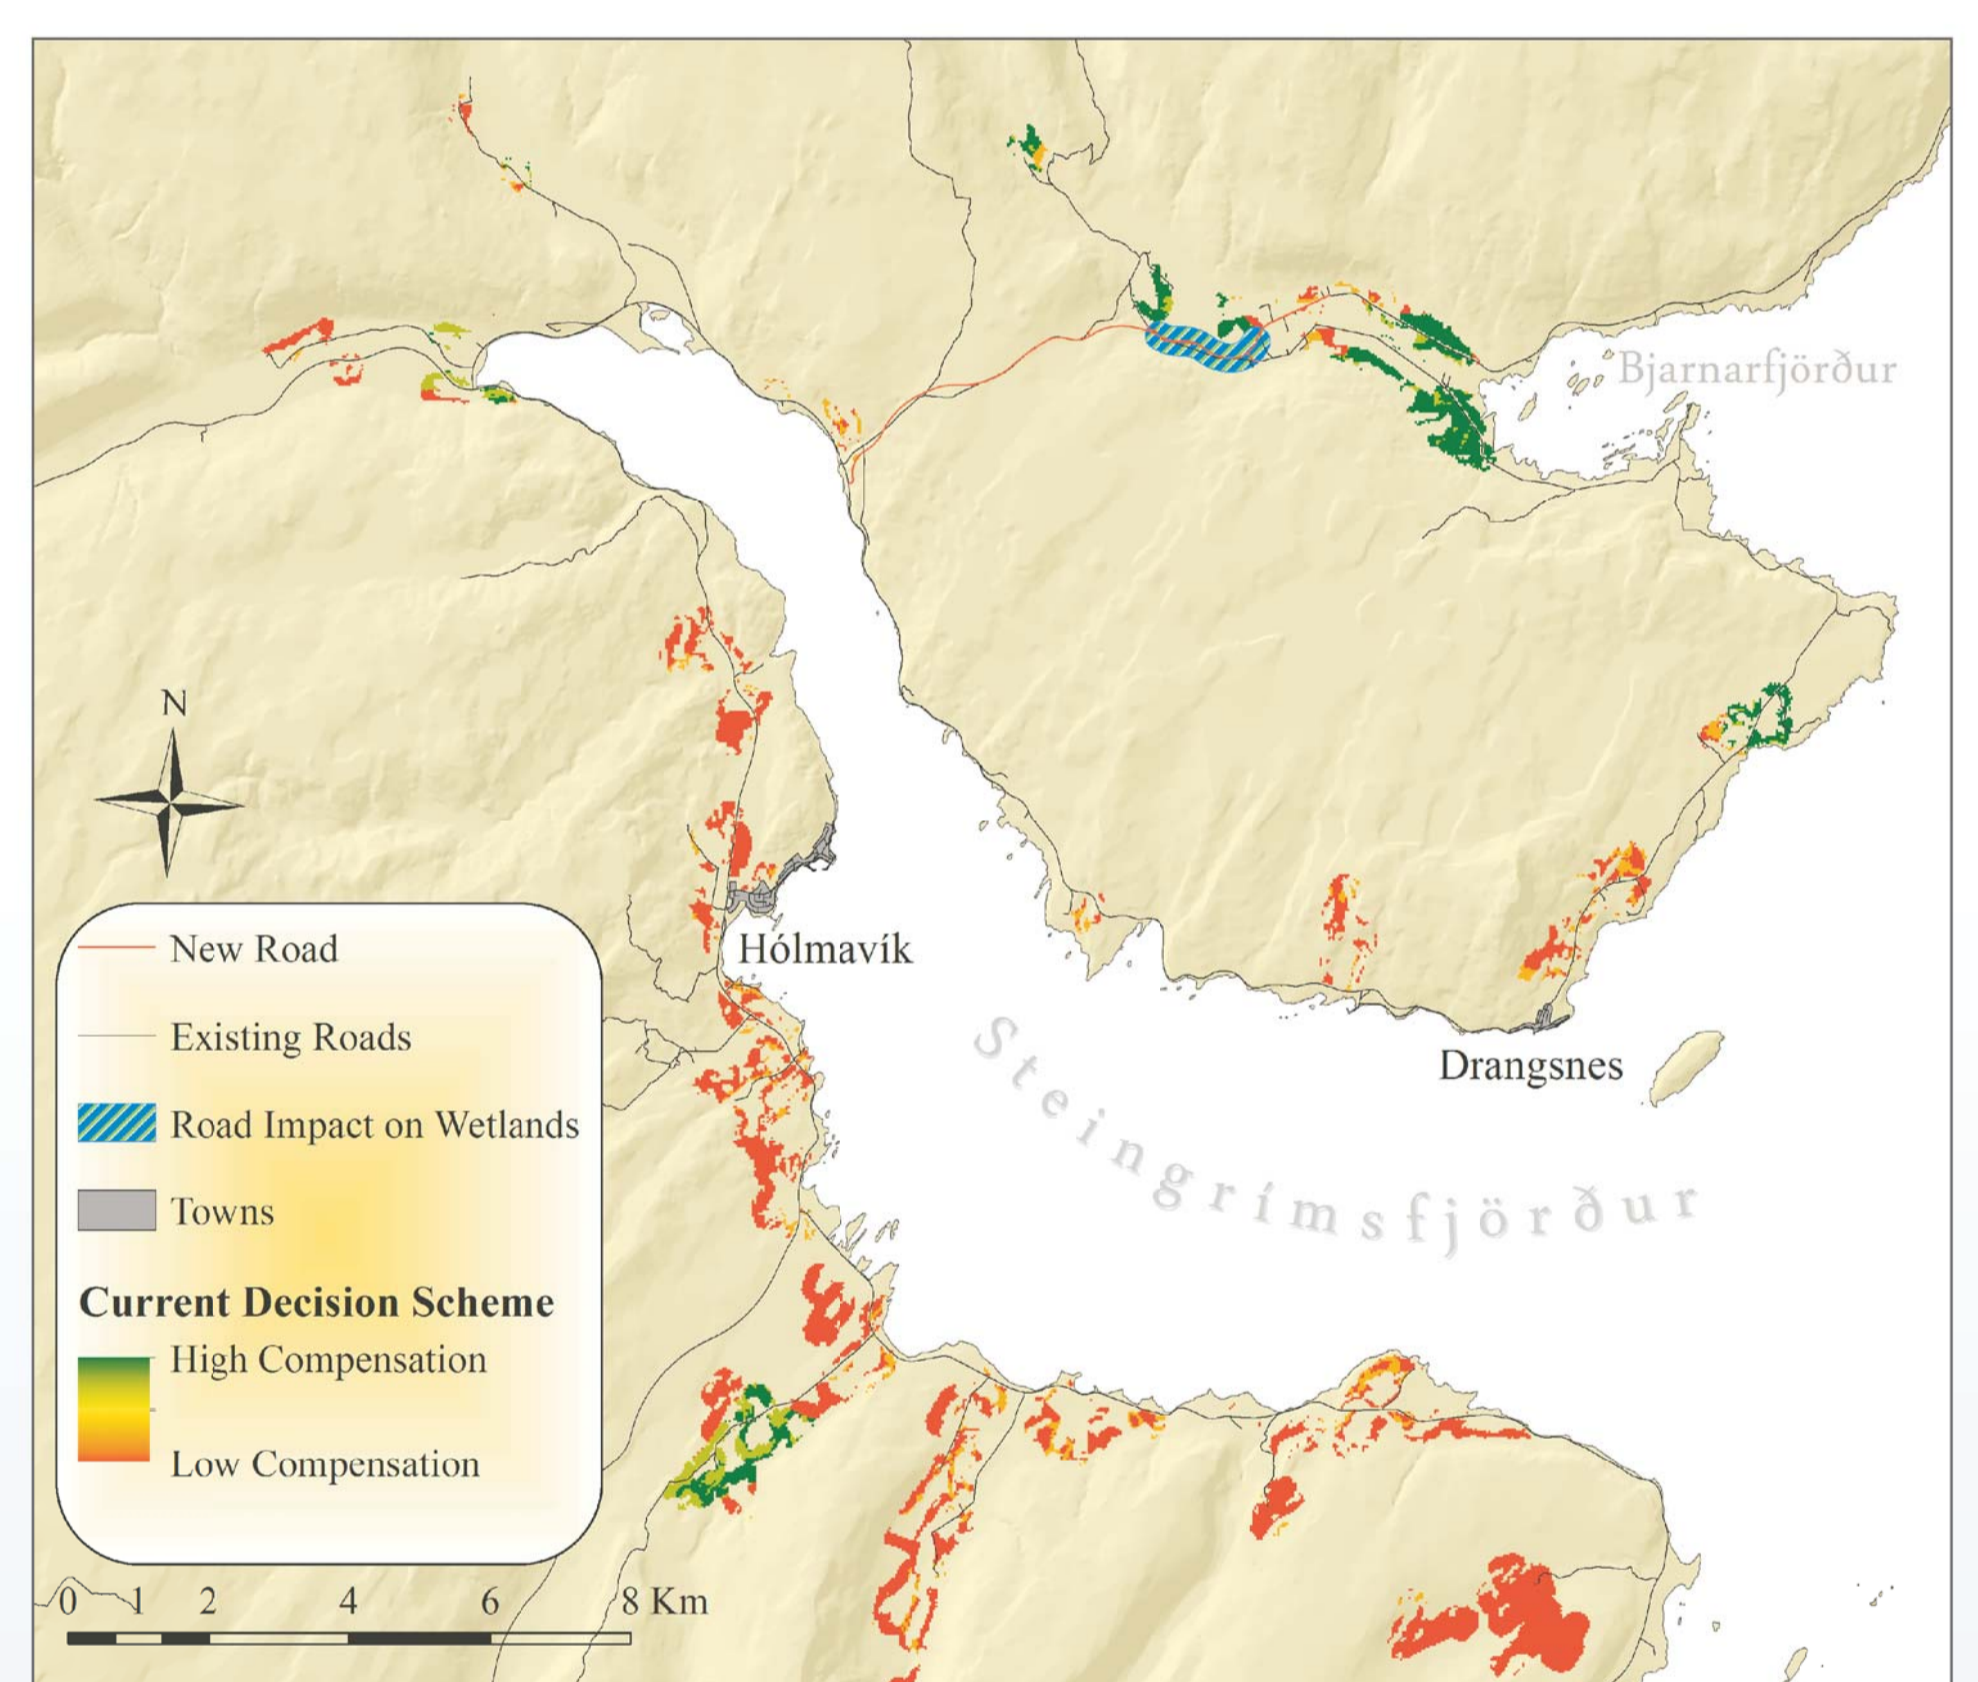 Bjarnarfjörður
N
Hólmavík
Drangsnes
Steingrímsfjörður
New Road
Existing Roads
Road Impact on Wetlands
Towns
Current Decision Scheme
High Compensation
Low Compensation
0 1 2 4 6 8 Km